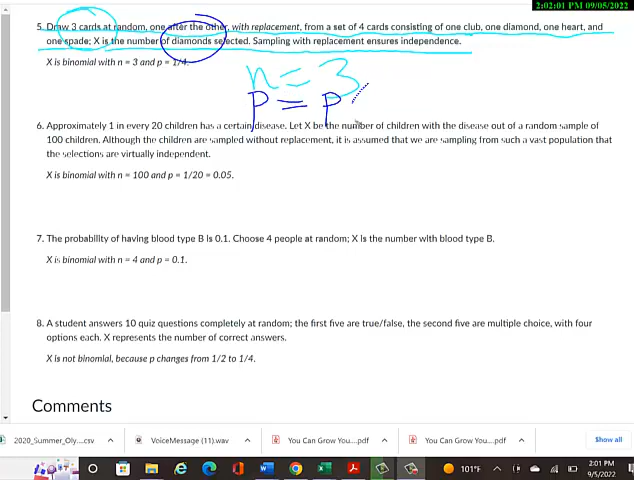 2:02:01 PM 09/05/2022
5. Draw 3 cards at random, one after the other, with replacement, from a set of 4 cards consisting of one club, one diamond, one heart, and
one spade; X is the number of diamonds selected. Sampling with replacement ensures independence.
X is binomial with n = 3 and p = 1/4.
n = 3
p = p
6. Approximately 1 in every 20 children has a certain disease. Let X be the number of children with the disease out of a random sample of
100 children. Although the children are sampled without replacement, it is assumed that we are sampling from such a vast population that
the selections are virtually independent.
X is binomial with n = 100 and p = 1/20 = 0.05.
7. The probability of having blood type B is 0.1. Choose 4 people at random; X is the number with blood type B.
X is binomial with n = 4 and p = 0.1.
8. A student answers 10 quiz questions completely at random; the first five are true/false, the second five are multiple choice, with four
options each. X represents the number of correct answers.
X is not binomial, because p changes from 1/2 to 1/4.
Comments
2020_Summer_Oly....csv
VoiceMessage (11).wav
You Can Grow You....pdf
You Can Grow You....pdf
Show all
101°F
2:01 PM
9/5/2022